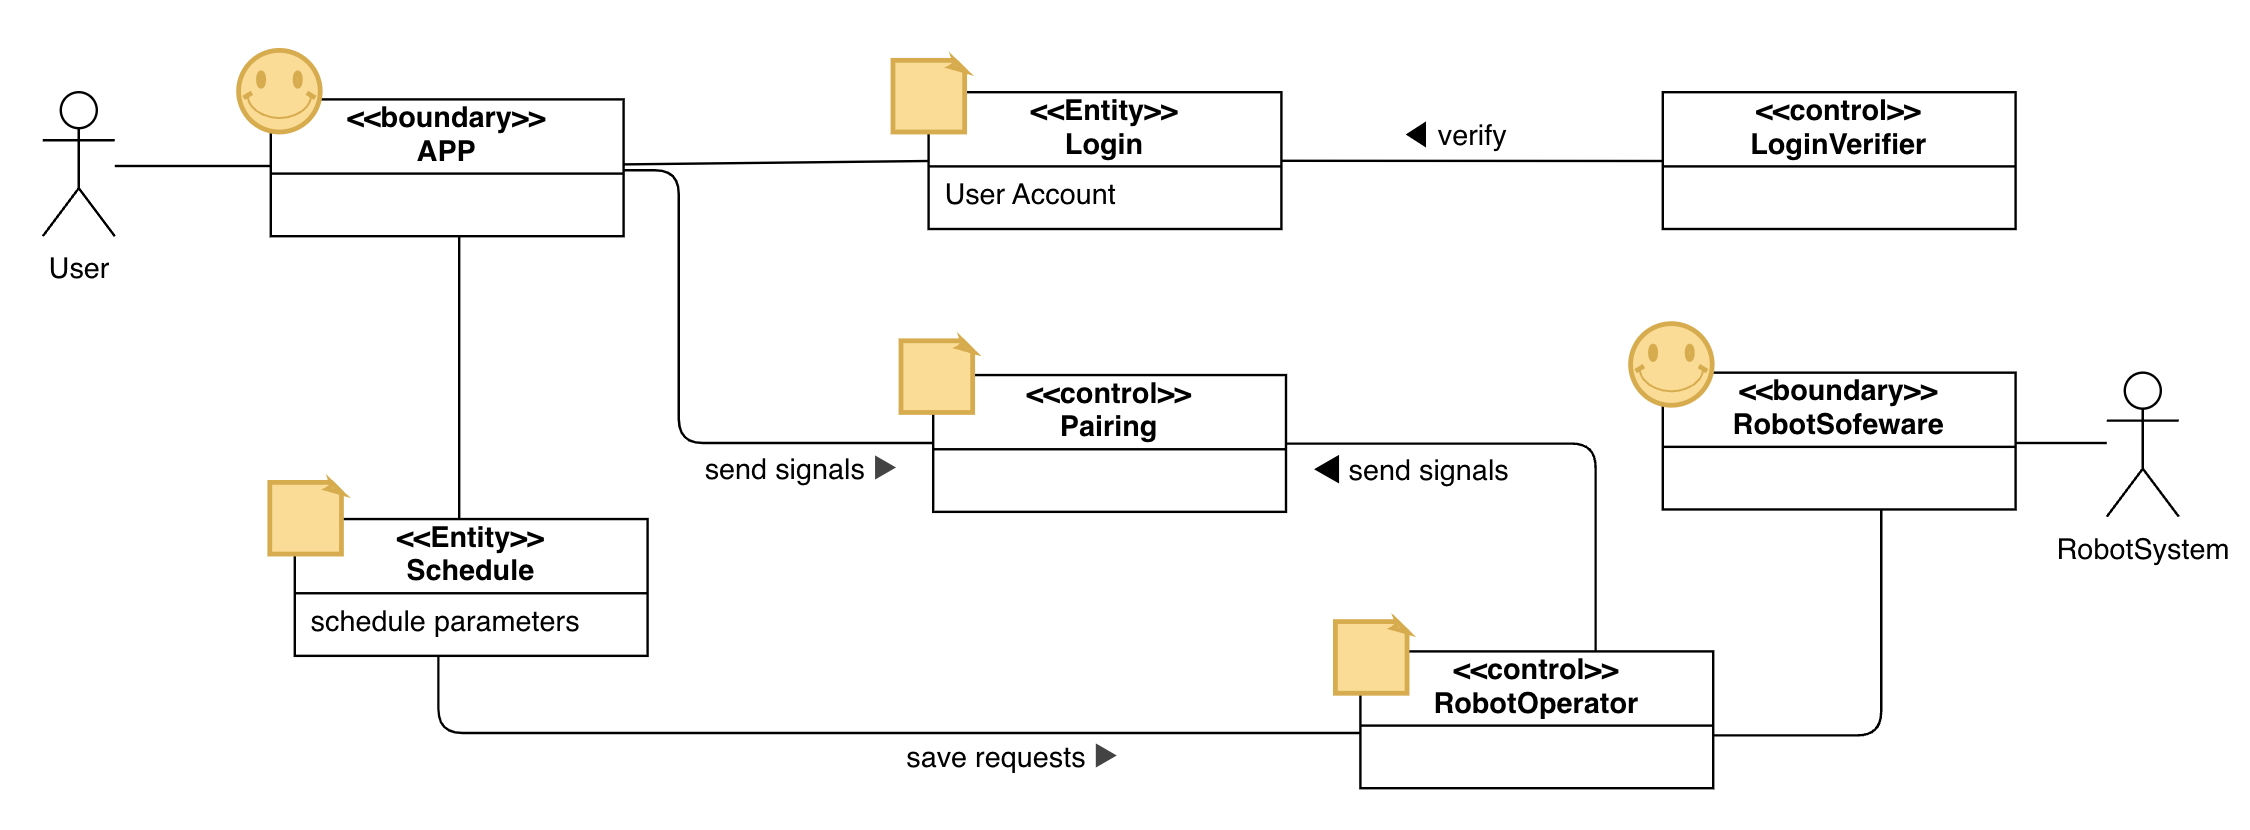 <<boundary>>
APP
<<Entity>>
Login
User Account
verify
<<control>>
LoginVerifier
User
<<control>>
Pairing
<<boundary>>
RobotSofeware
send signals
send signals
RobotSystem
<<Entity>>
Schedule
schedule parameters
<<control>>
RobotOperator
save requests